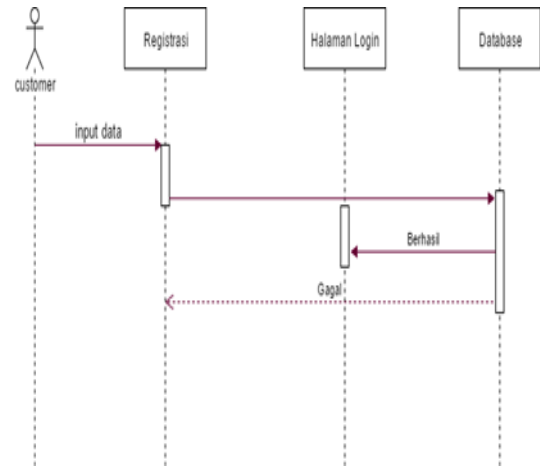 Registrasi
Halaman Login
Database
customer
input data
Berhasil
Gagal